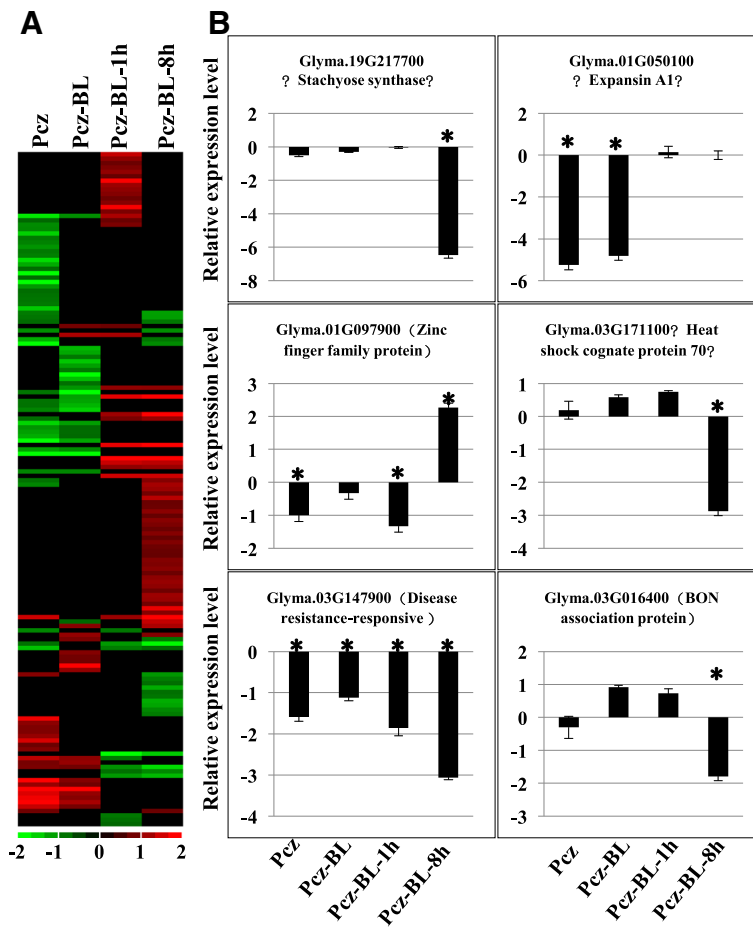 A
B
Pcz
Pcz-BL
Pcz-BL-1h
Pcz-BL-8h
-2 -1 0 1 2
Relative expression level
Glyma.19G217700
? Stachyose synthase?
2
0
-2
-4
-6
-8
*
Glyma.01G050100
? Expansin A1?
2
0
-2
-4
-6
* *
Relative expression level
Glyma.01G097900（Zinc
finger family protein）
3
2
1
0
-1
-2
* * *
Glyma.03G171100? Heat
shock cognate protein 70?
1
0
-1
-2
-3
-4
*
Relative expression level
Glyma.03G147900（Disease
resistance-responsive ）
0
-1
-2
-3
-4
* * * *
Glyma.03G016400（BON
association protein）
2
1
0
-1
-2
-3
*
Pcz
Pcz-BL
Pcz-BL-1h
Pcz-BL-8h
Pcz
Pcz-BL
Pcz-BL-1h
Pcz-BL-8h